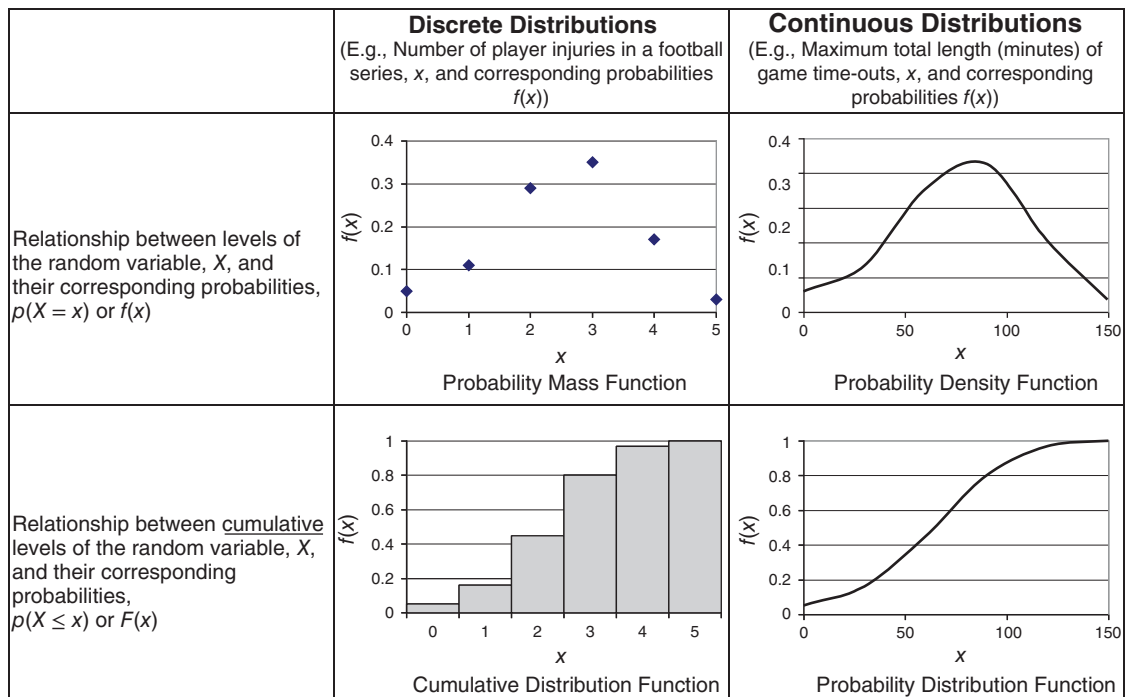 Discrete Distributions
(E.g., Number of player injuries in a football
series, x, and corresponding probabilities
f(x))
Continuous Distributions
(E.g., Maximum total length (minutes) of
game time-outs, x, and corresponding
probabilities f(x))
Relationship between levels of
the random variable, X, and
their corresponding probabilities,
p(X = x) or f(x)
0.4
0.3
0.2
0.1
0
f(x)
0 1 2 3 4 5
x
Probability Mass Function
0.4
0.3
0.2
0.1
0
f(x)
0 50 100 150
x
Probability Density Function
Relationship between cumulative
levels of the random variable, X,
and their corresponding
probabilities,
p(X ≤ x) or F(x)
1
0.8
0.6
0.4
0.2
0
f(x)
0 1 2 3 4 5
x
Cumulative Distribution Function
1
0.8
0.6
0.4
0.2
0
f(x)
0 50 100 150
x
Probability Distribution Function